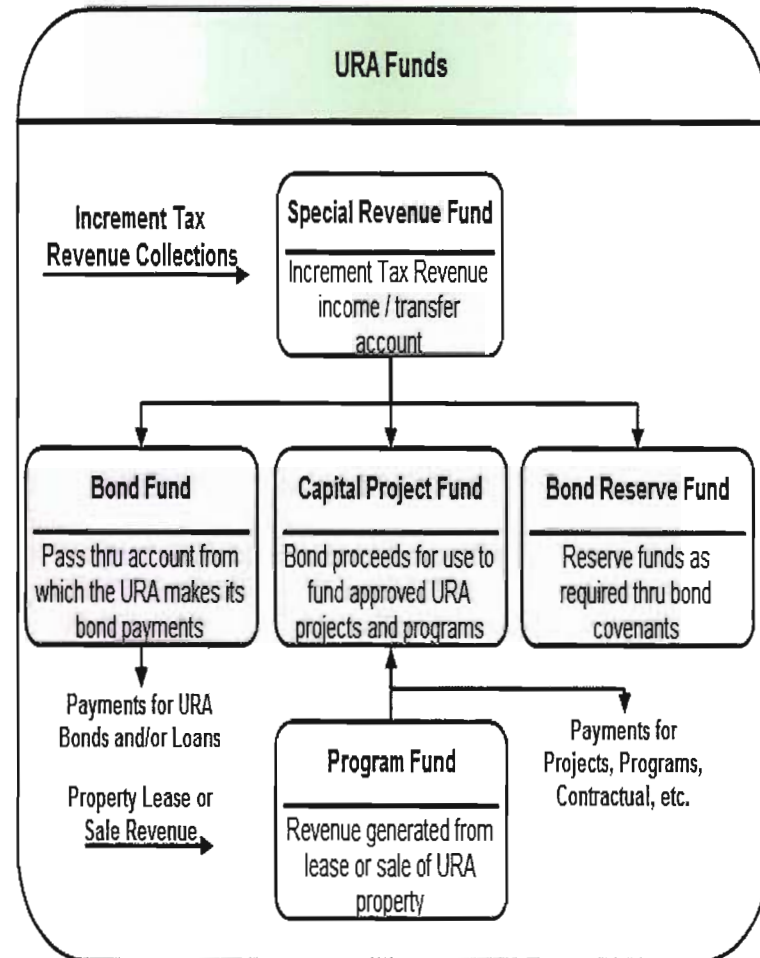 URA Funds
Increment Tax
Revenue Collections
Special Revenue Fund
Increment Tax Revenue
income / transfer
account
Bond Fund
Pass thru account from
which the URA makes its
bond payments
Capital Project Fund
Bond proceeds for use to
fund approved URA
projects and programs
Bond Reserve Fund
Reserve funds as
required thru bond
covenants
Payments for URA
Bonds and/or Loans
Property Lease or
Sale Revenue
Program Fund
Revenue generated from
lease or sale of URA
property
Payments for
Projects, Programs,
Contractual, etc.